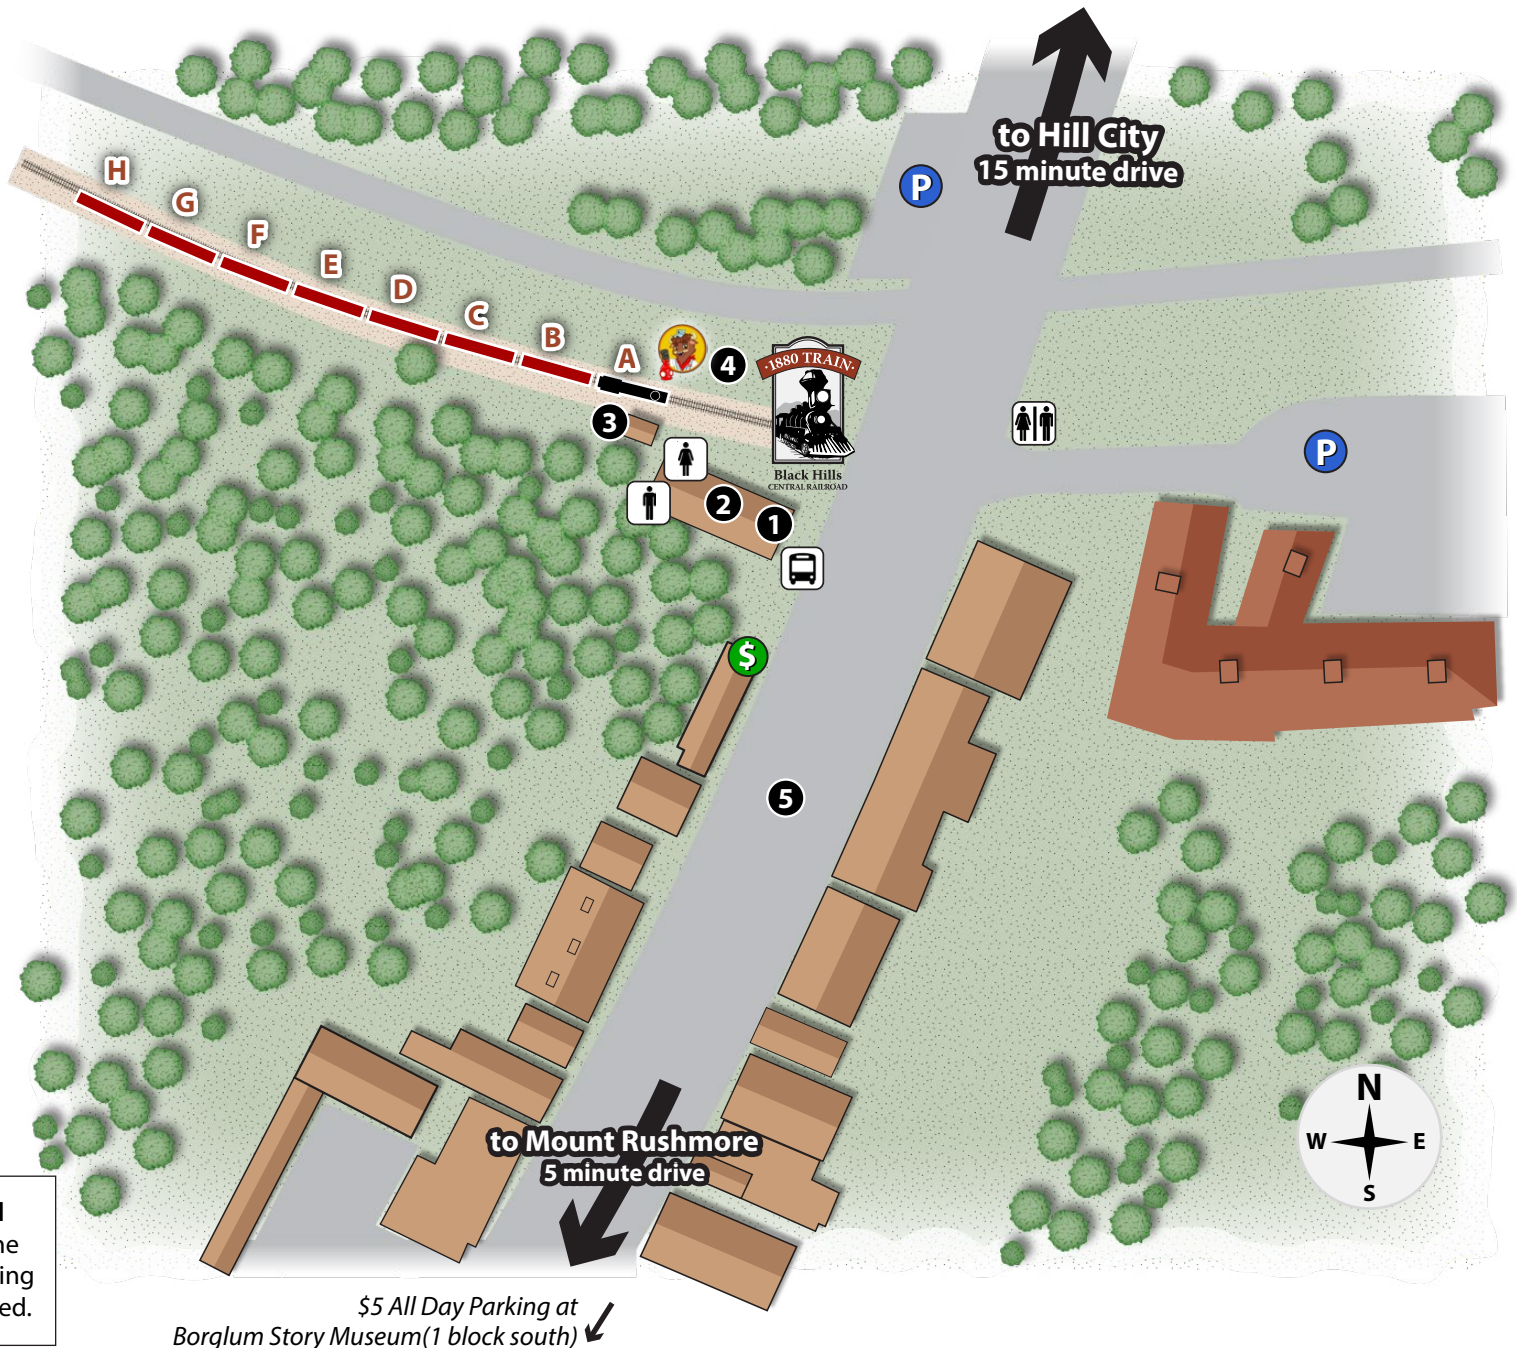 to Hill City
15 minute drive
P
H
G
F
E
D
C
B
A
4
·1880 TRAIN·
Black Hills
CENTRAL RAILROAD
3
2
1
P
$
5
N
W E
S
to Mount Rushmore
5 minute drive
ing
ed.
$5 All Day Parking at
Borglum Story Museum(1 block south)